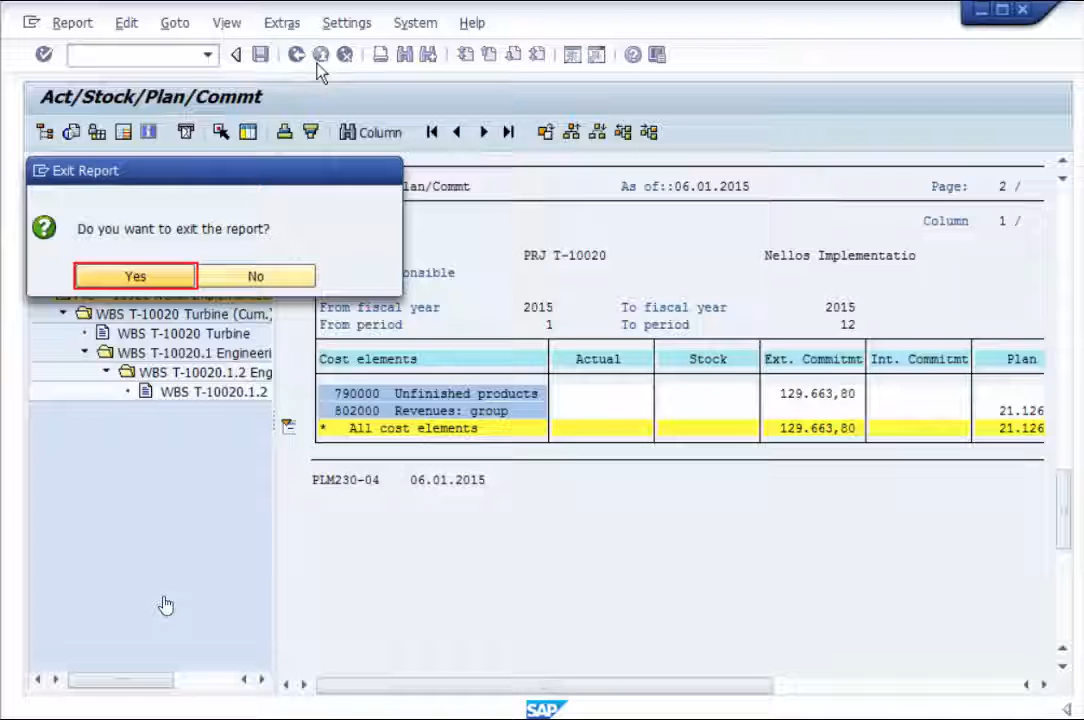 Report Edit Goto View Extras Settings System Help
Act/Stock/Plan/Commt
Column
Exit Report
Do you want to exit the report?
Yes No
lan/Commt As of::06.01.2015 Page: 2 /
Column 1 /
PRJ T-10020 Nellos Implementatio
onsible
From fiscal year 2015 To fiscal year 2015
From period 1 To period 12
WBS T-10020 Turbine (Cum.)
WBS T-10020 Turbine
WBS T-10020.1 Engineeri
WBS T-10020.1.2 Eng
WBS T-10020.1.2
Cost elements Actual Stock Ext. Commitmt Int. Commitmt Plan
790000 Unfinished products 129.663,80
802000 Revenues: group 21.126
* All cost elements 129.663,80 21.126
PLM230-04 06.01.2015
SAP